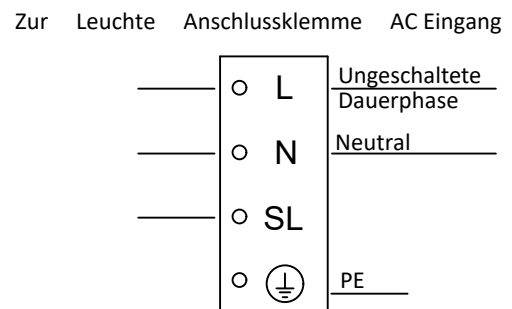 Zur Leuchte Anschlussklemme AC Eingang
L Ungeschaltete
Dauerphase
N Neutral
SL
PE